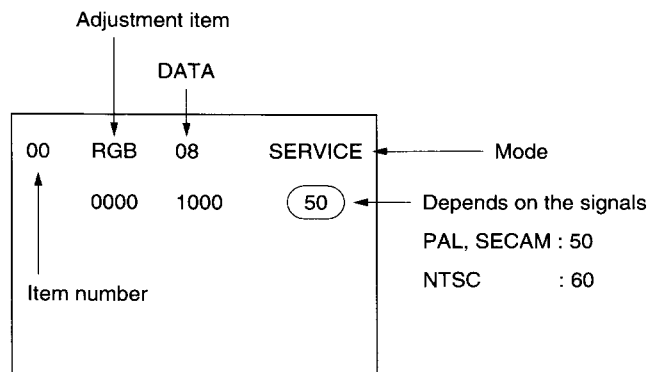 Adjustment item
DATA
00 RGB 08 SERVICE Mode
0000 1000 50 Depends on the signals
PAL, SECAM : 50
NTSC : 60
Item number